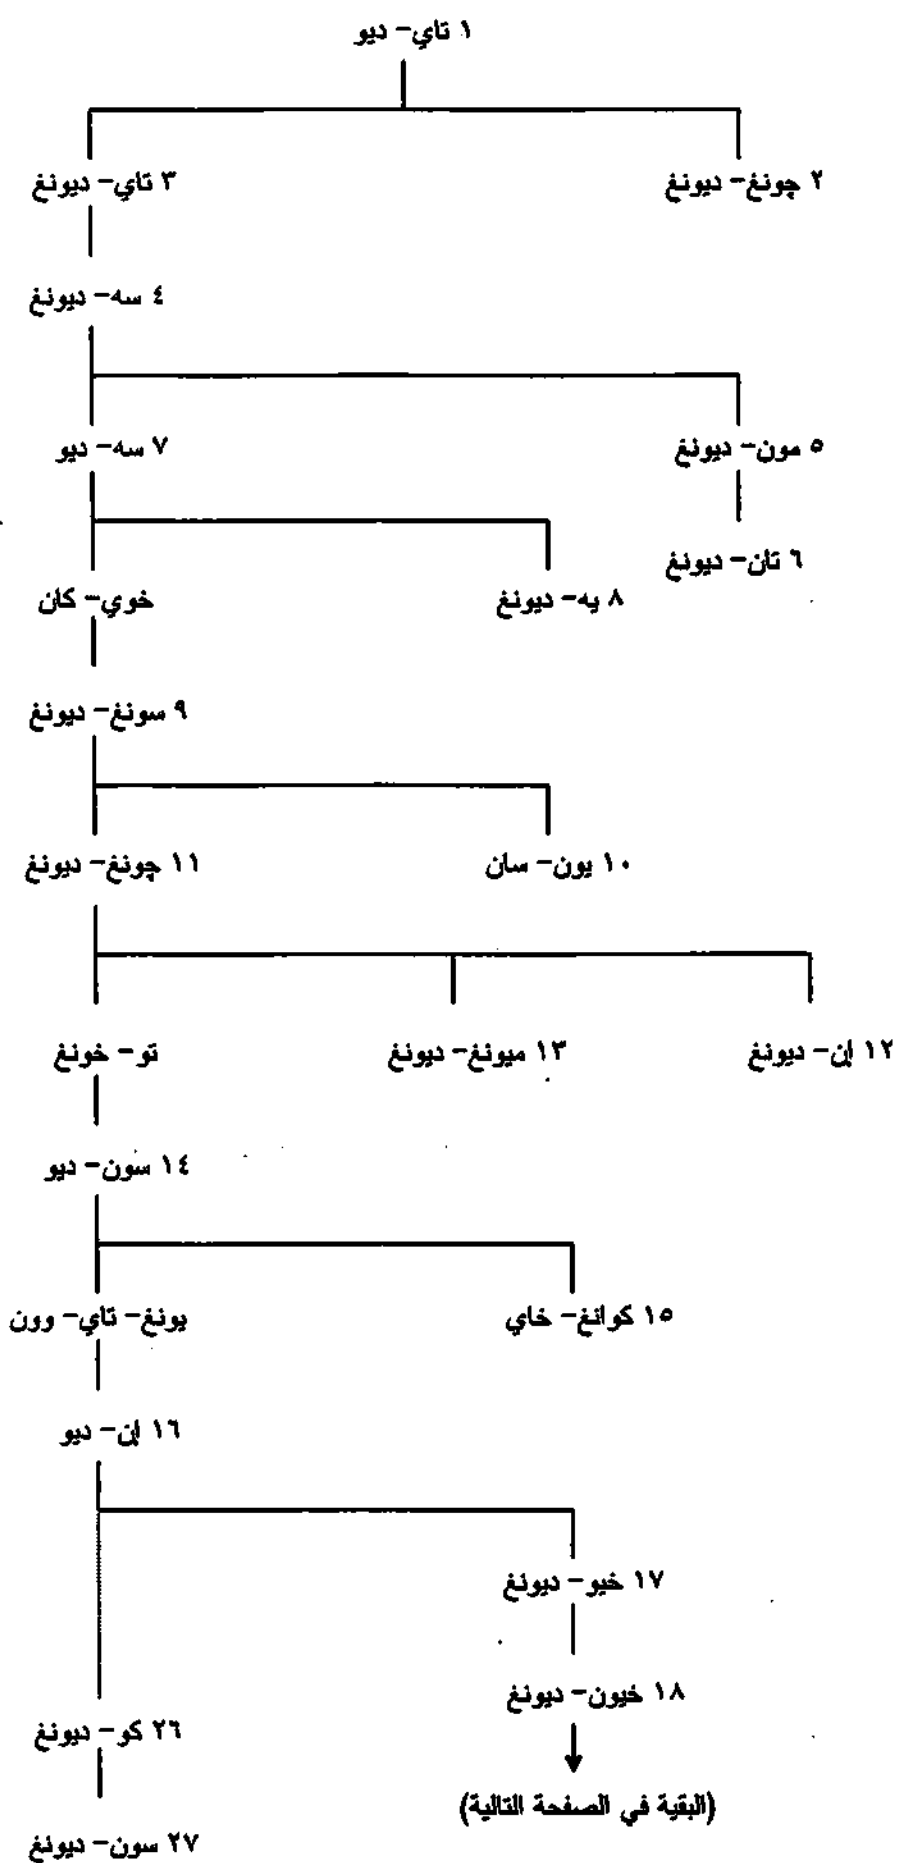 ١ تاي- ديو
٢ چونغ- ديونغ
٣ تاي- ديونغ
٤ سه- ديونغ
٥ مون- ديونغ
٧ سه- ديو
٦ تان- ديونغ
٨ يه- ديونغ
خوي- كان
٩ سونغ- ديونغ
١٠ يون- سان
١١ چونغ- ديونغ
١٢ إن- ديونغ
١٣ ميونغ- ديونغ
تو- خونغ
١٤ سون- ديو
١٥ كوانغ- خاي
يونغ- تاي- وون
١٦ إن- ديو
١٧ خيو- ديونغ
١٨ خيون- ديونغ
٢٦ كو- ديونغ
(البقية في الصفحة التالية)
٢٧ سون- ديونغ